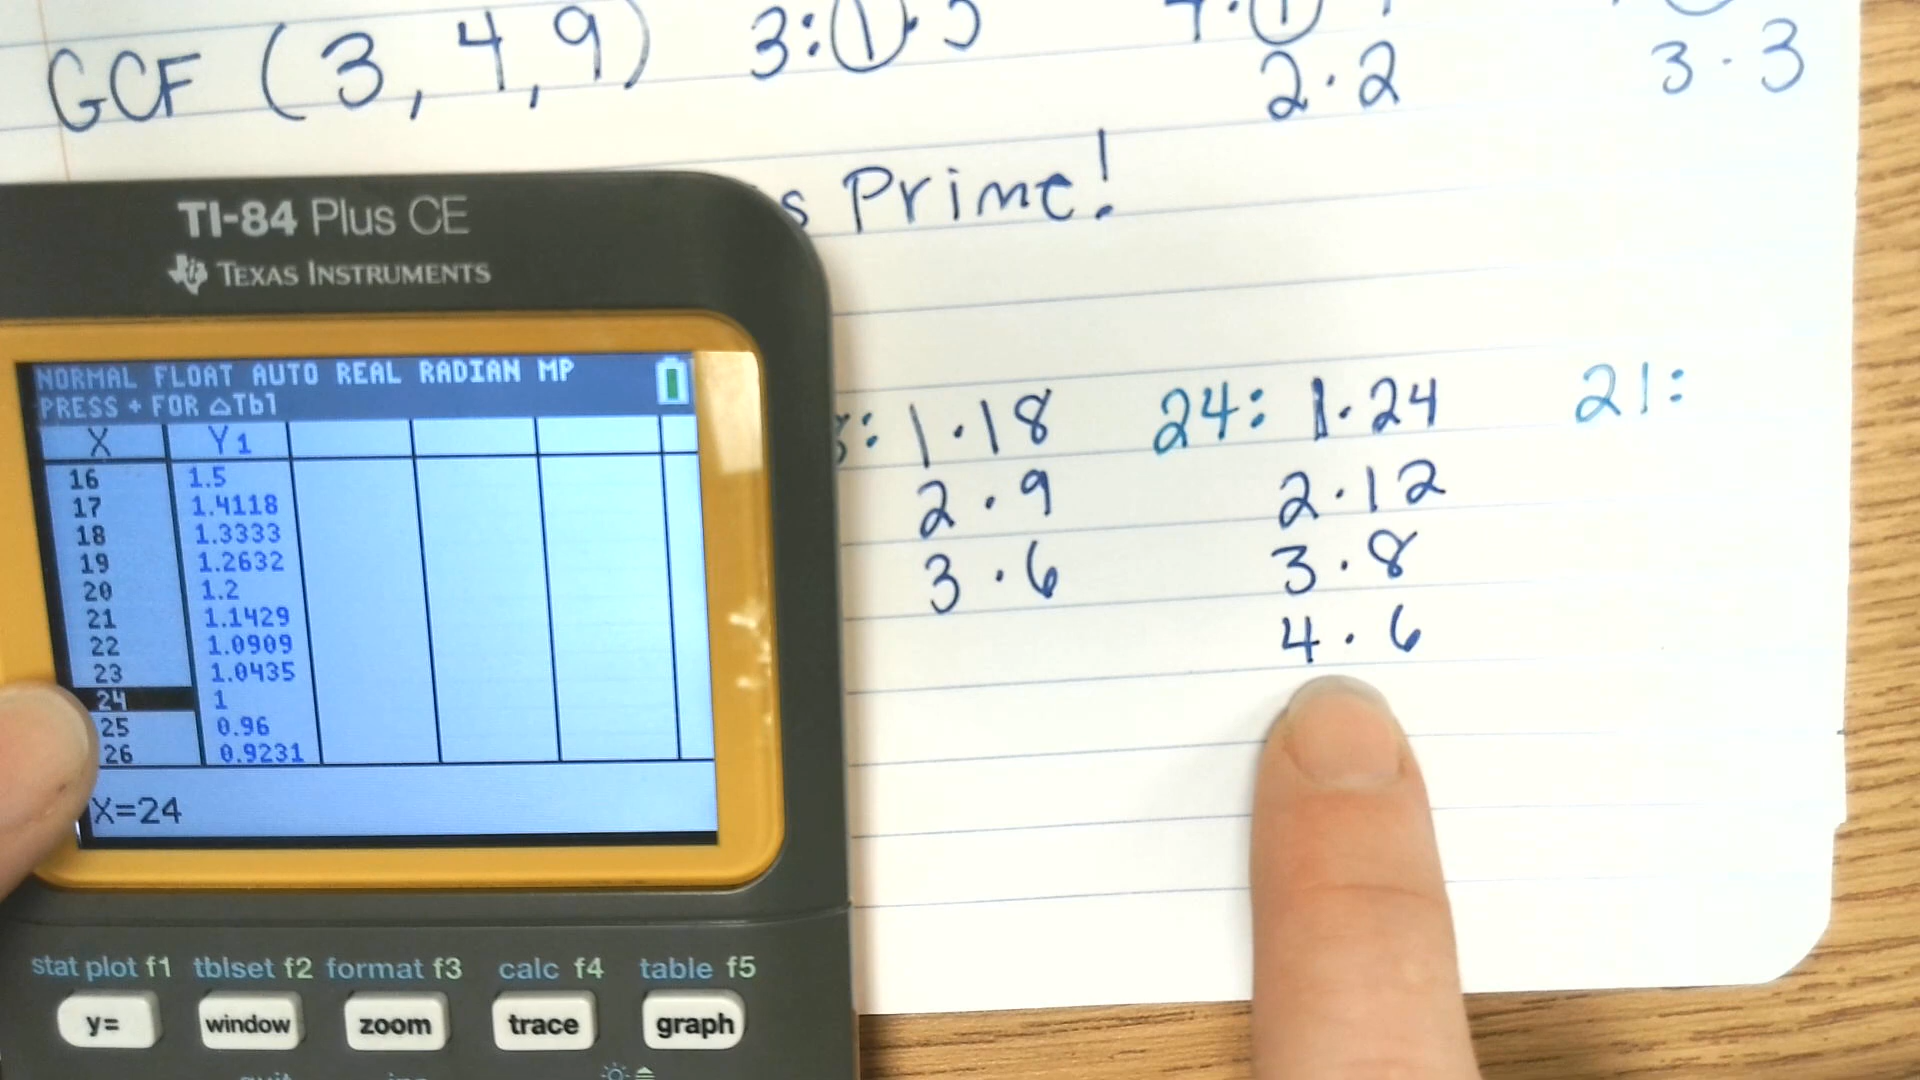 GCF (3, 4, 9) 3: 1 · 3
2 · 2
3 · 3
s Prime!
TI-84 Plus CE
TEXAS INSTRUMENTS
NORMAL FLOAT AUTO REAL RADIAN MP
PRESS + FOR △Tbl
X Y1
16 1.5
17 1.4118
18 1.3333
19 1.2632
20 1.2
21 1.1429
22 1.0909
23 1.0435
24 1
25 0.96
26 0.9231
X=24
: 1 · 18
2 · 9
3 · 6
24: 1 · 24
2 · 12
3 · 8
4 · 6
21:
stat plot f1 tblset f2 format f3 calc f4 table f5
y= window zoom trace graph